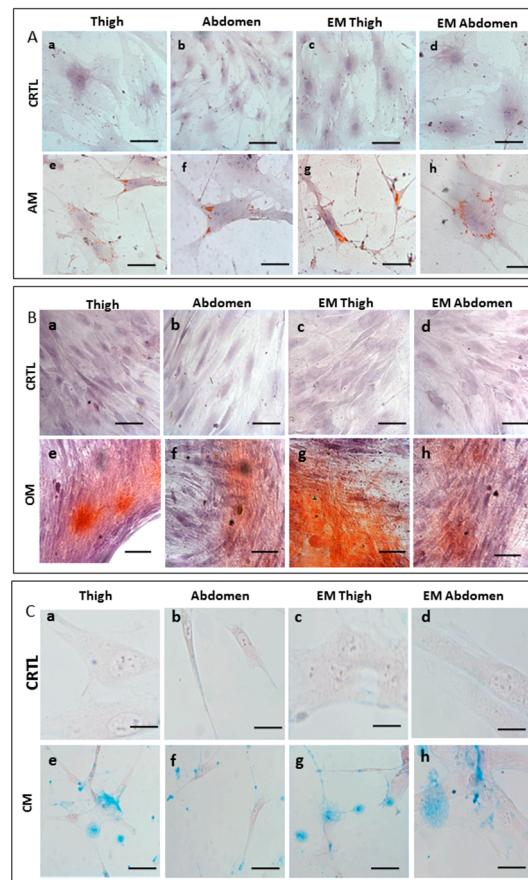 A
Thigh Abdomen EM Thigh EM Abdomen
CRTL a b c d
AM e f g h
B
Thigh Abdomen EM Thigh EM Abdomen
CRTL a b c d
OM e f g h
C
Thigh Abdomen EM Thigh EM Abdomen
CRTL a b c d
CM e f g h